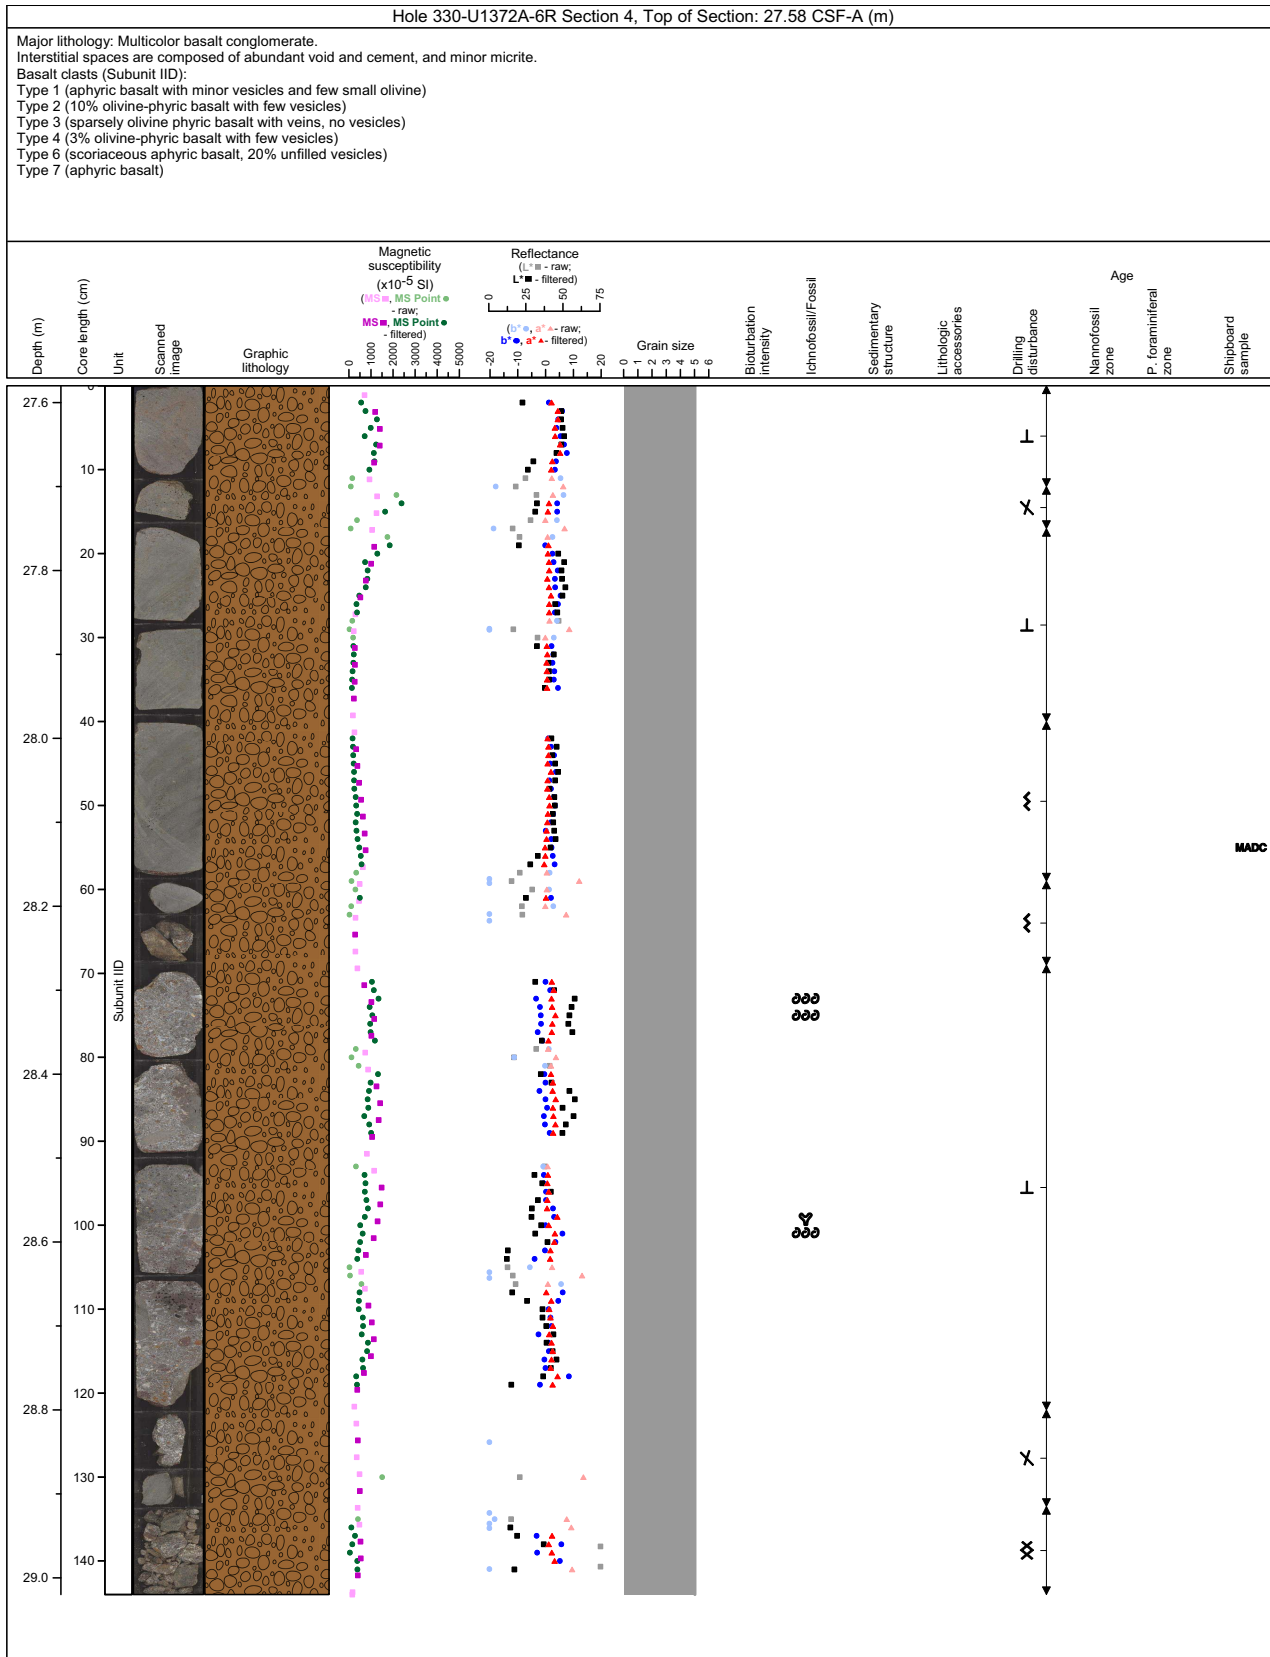 Hole 330-U1372A-6R Section 4, Top of Section: 27.58 CSF-A (m)
Major lithology: Multicolor basalt conglomerate.
Interstitial spaces are composed of abundant void and cement, and minor micrite.
Basalt clasts (Subunit IID):
Type 1 (aphyric basalt with minor vesicles and few small olivine)
Type 2 (10% olivine-phyric basalt with few vesicles)
Type 3 (sparsely olivine phyric basalt with veins, no vesicles)
Type 4 (3% olivine-phyric basalt with few vesicles)
Type 6 (scoriaceous aphyric basalt, 20% unfilled vesicles)
Type 7 (aphyric basalt)
Depth (m)
Core length (cm)
Unit
Scanned
image
Graphic
lithology
Magnetic
susceptibility
(x10-5 SI)
(MS, MS Point
- raw;
MS, MS Point
- filtered)
0 1000 2000 3000 4000 5000
Reflectance
(L* - raw;
L* - filtered)
0 25 50 75
(b*, a* - raw;
b*, a* - filtered)
-20 -10 0 10 20
Grain size
0 1 2 3 4 5 6
Bioturbation
intensity
Ichnofossil/Fossil
Sedimentary
structure
Lithologic
accessories
Drilling
disturbance
Age
Nannofossil
zone
P. foraminiferal
zone
Shipboard
sample
0
27.6
10
20
27.8
30
40
28.0
50
MADC
60
28.2
70
Subunit IID
80
28.4
90
100
28.6
110
120
28.8
130
140
29.0